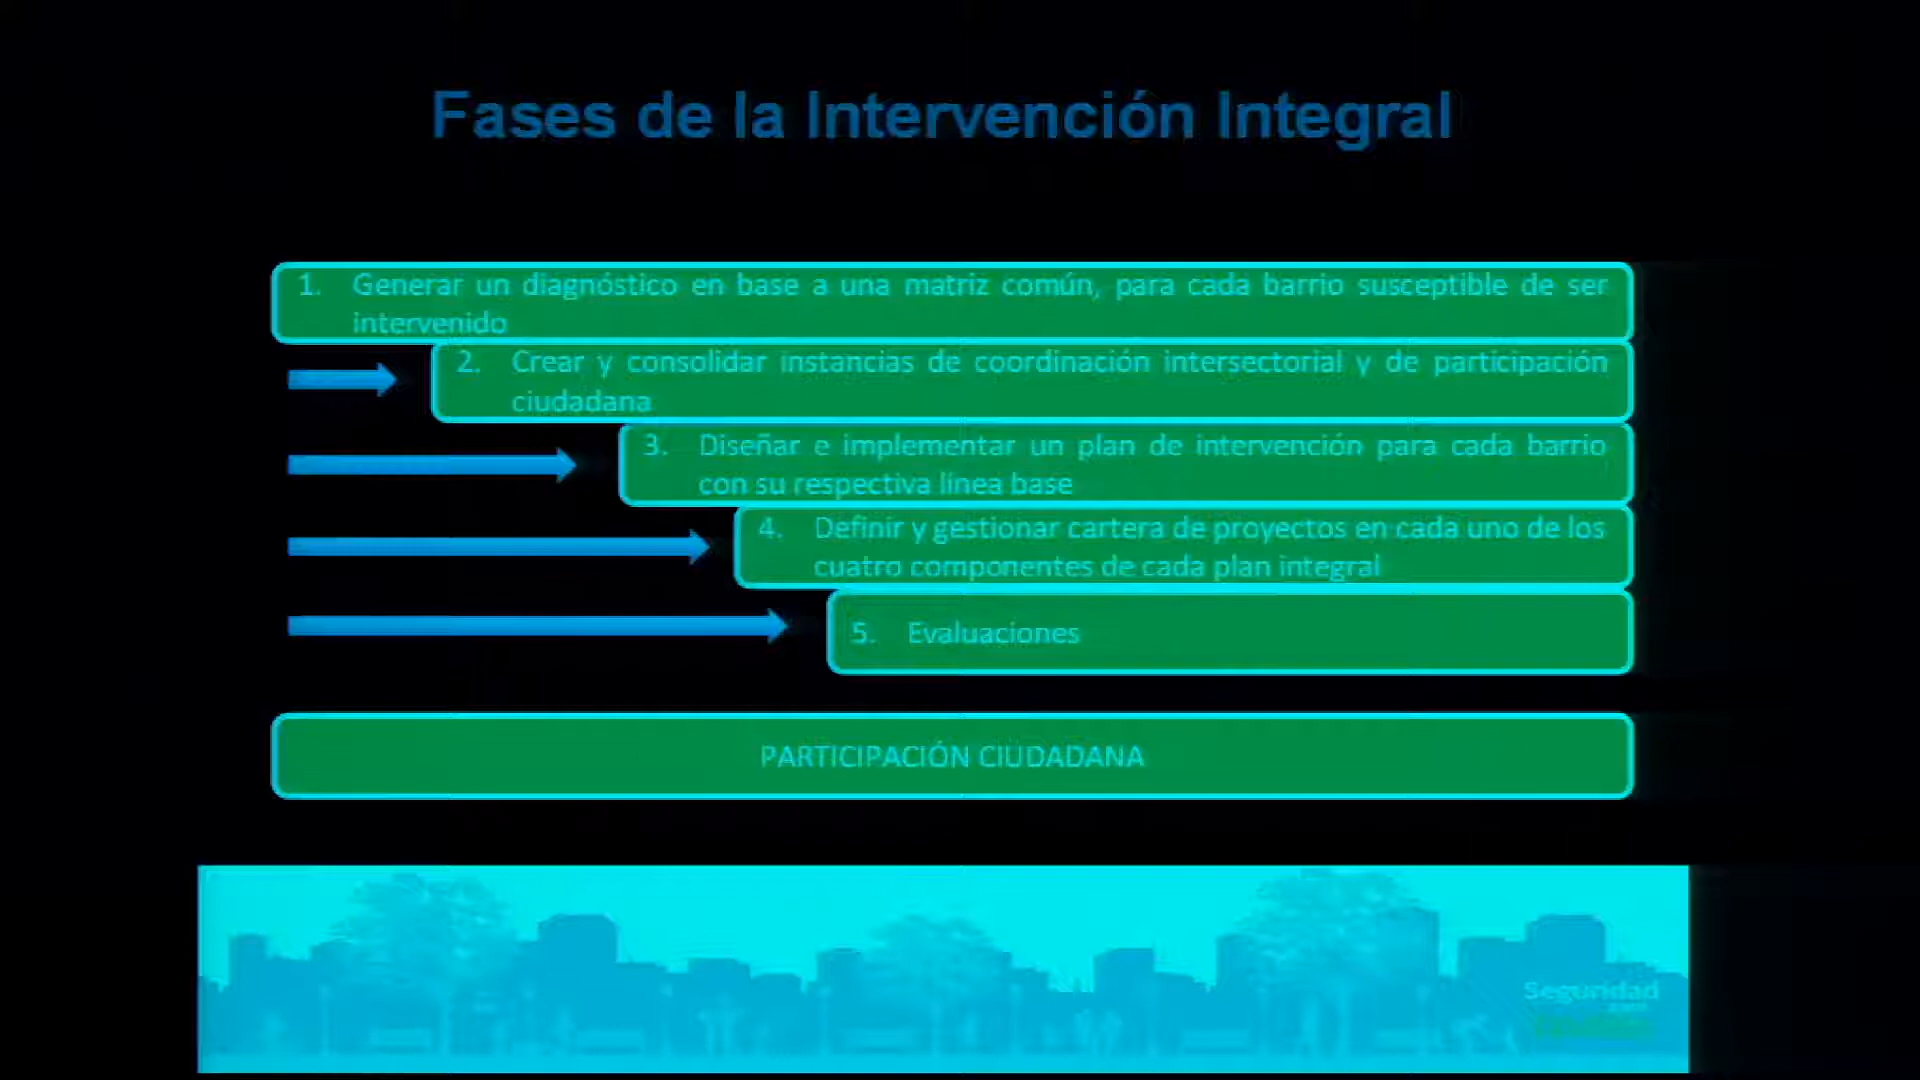 Fases de la Intervención Integral
1. Generar un diagnóstico en base a una matriz común, para cada barrio susceptible de ser
intervenido
2. Crear y consolidar instancias de coordinación intersectorial y de participación
ciudadana
3. Diseñar e implementar un plan de intervención para cada barrio
con su respectiva línea base
4. Definir y gestionar cartera de proyectos en cada uno de los
cuatro componentes de cada plan integral
5. Evaluaciones
PARTICIPACIÓN CIUDADANA
Seguridad